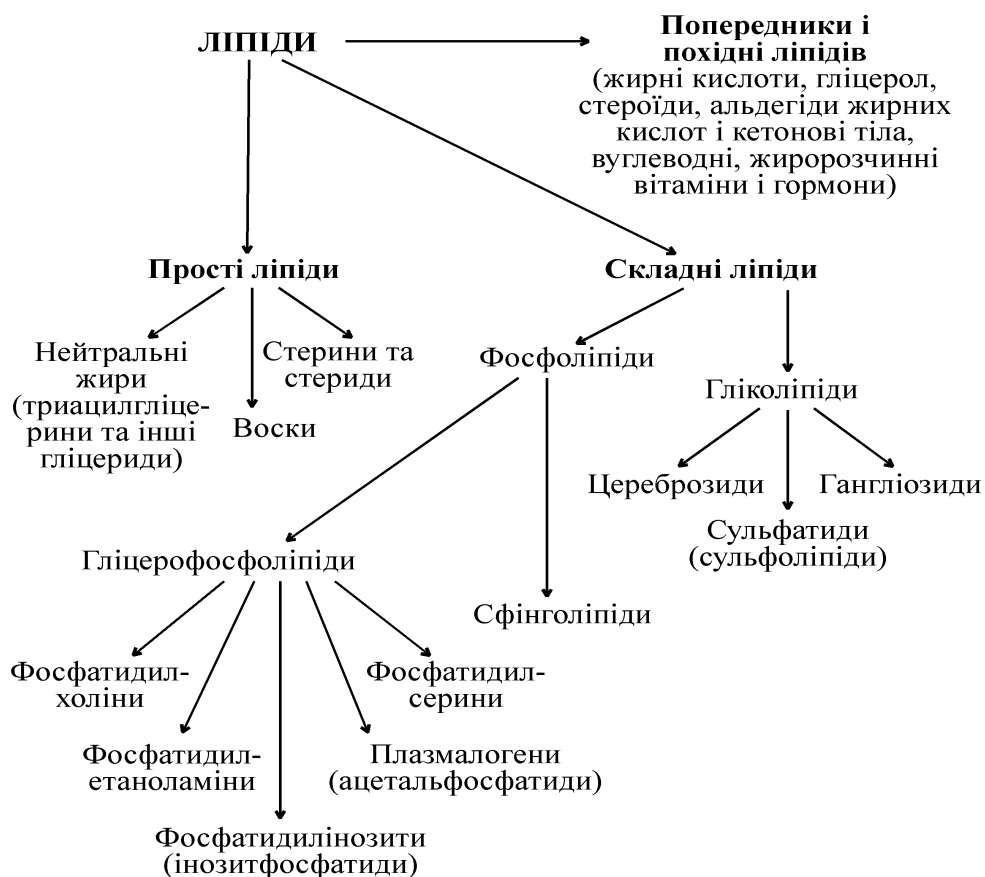 ЛІПІДИ
Попередники і
похідні ліпідів
(жирні кислоти, гліцерол,
стероїди, альдегіди жирних
кислот і кетонові тіла,
вуглеводні, жиророзчинні
вітаміни і гормони)
Прості ліпіди
Складні ліпіди
Нейтральні
жири
(триацилгліце-
рини та інші
гліцериди)
Стерини та
стериди
Воски
Фосфоліпіди
Гліколіпіди
Цереброзиди
Гангліозиди
Сульфатиди
(сульфоліпіди)
Гліцерофосфоліпіди
Сфінголіпіди
Фосфатидил-
холіни
Фосфатидил-
серини
Фосфатидил-
етаноламіни
Плазмалогени
(ацетальфосфатиди)
Фосфатидилінозити
(інозитфосфатиди)